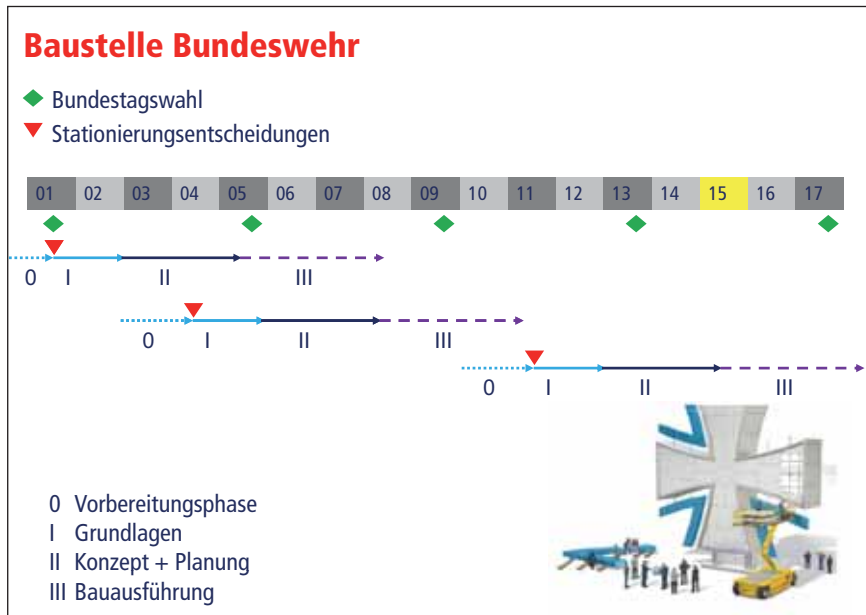 Baustelle Bundeswehr
Bundestagswahl
Stationierungsentscheidungen
01 02 03 04 05 06 07 08 09 10 11 12 13 14 15 16 17
0 I II III
0 I II III
0 I II III
0 Vorbereitungsphase
I Grundlagen
II Konzept + Planung
III Bauausführung